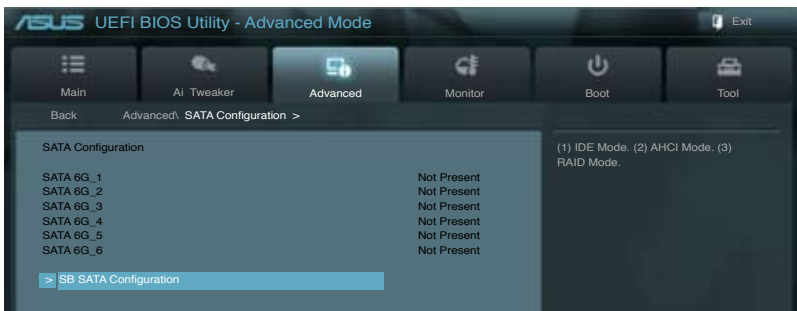 ASUS UEFI BIOS Utility - Advanced Mode
Exit
Main
Ai Tweaker
Advanced
Monitor
Boot
Tool
Back Advanced\ SATA Configuration >
SATA Configuration
SATA 6G_1 Not Present
SATA 6G_2 Not Present
SATA 6G_3 Not Present
SATA 6G_4 Not Present
SATA 6G_5 Not Present
SATA 6G_6 Not Present
> SB SATA Configuration
(1) IDE Mode. (2) AHCI Mode. (3)
RAID Mode.